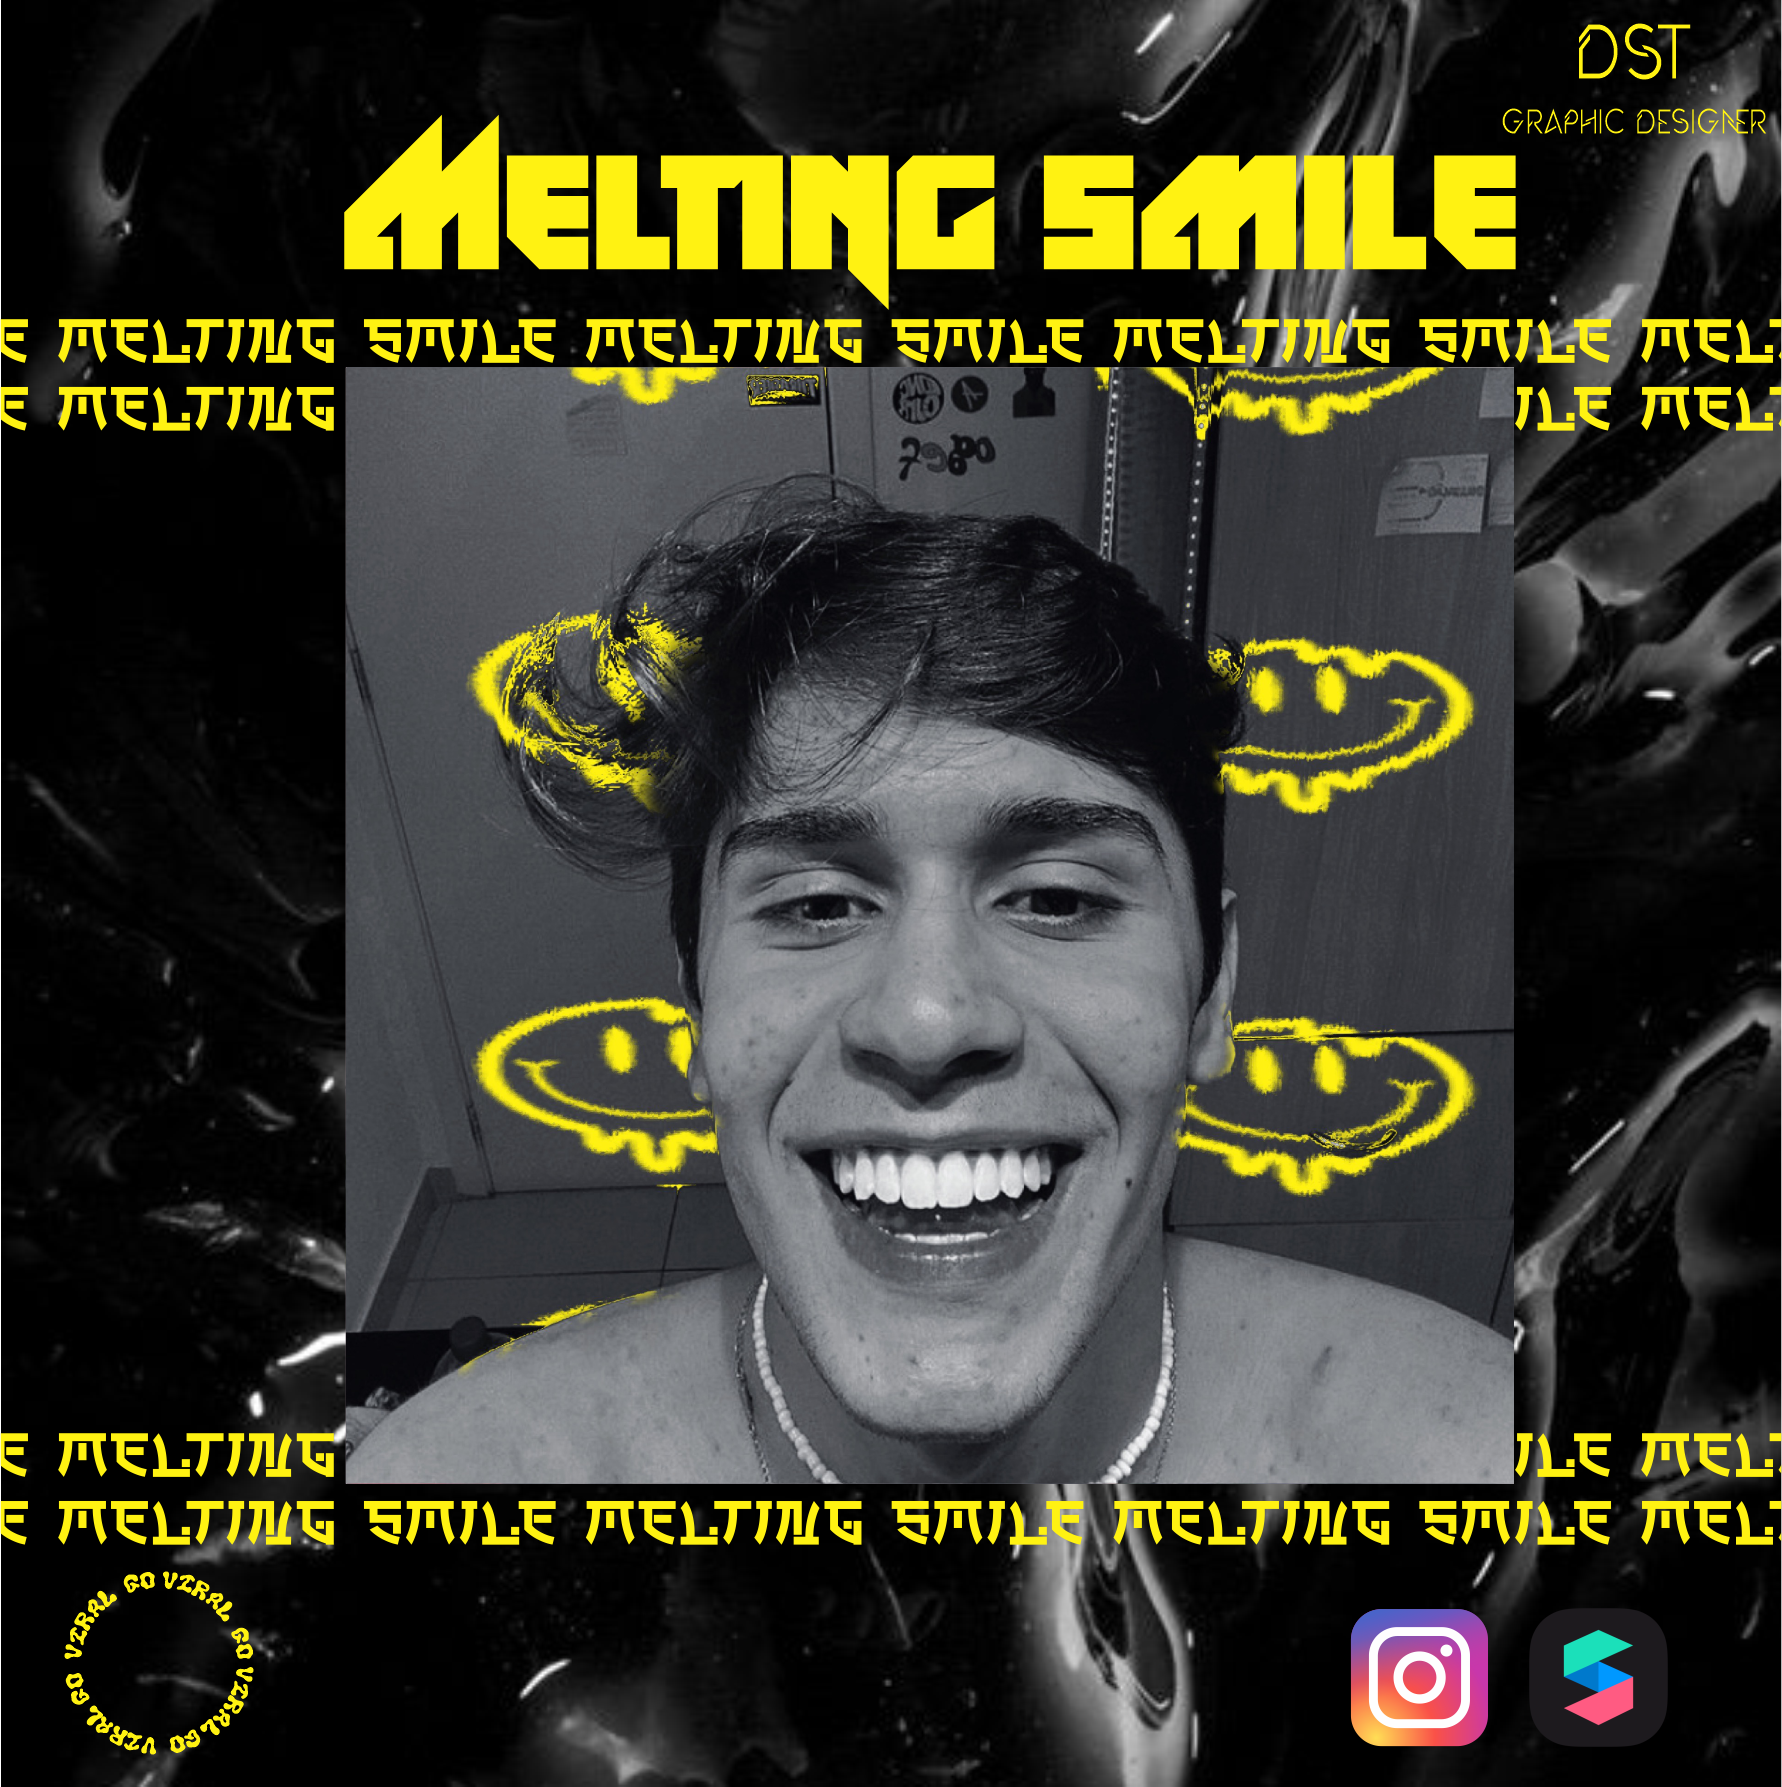 DST
GRAPHIC DESIGNER
MELTING SMILE
E MELTING SMILE MELTING SMILE MELTING SMILE MEL
E MELTING
ILE MEL
7980
E MELTING
ILE MEL
E MELTING SMILE MELTING SMILE MELTING SMILE MEL
GO VIRAL GO VIRAL GO VIRAL GO VIRAL